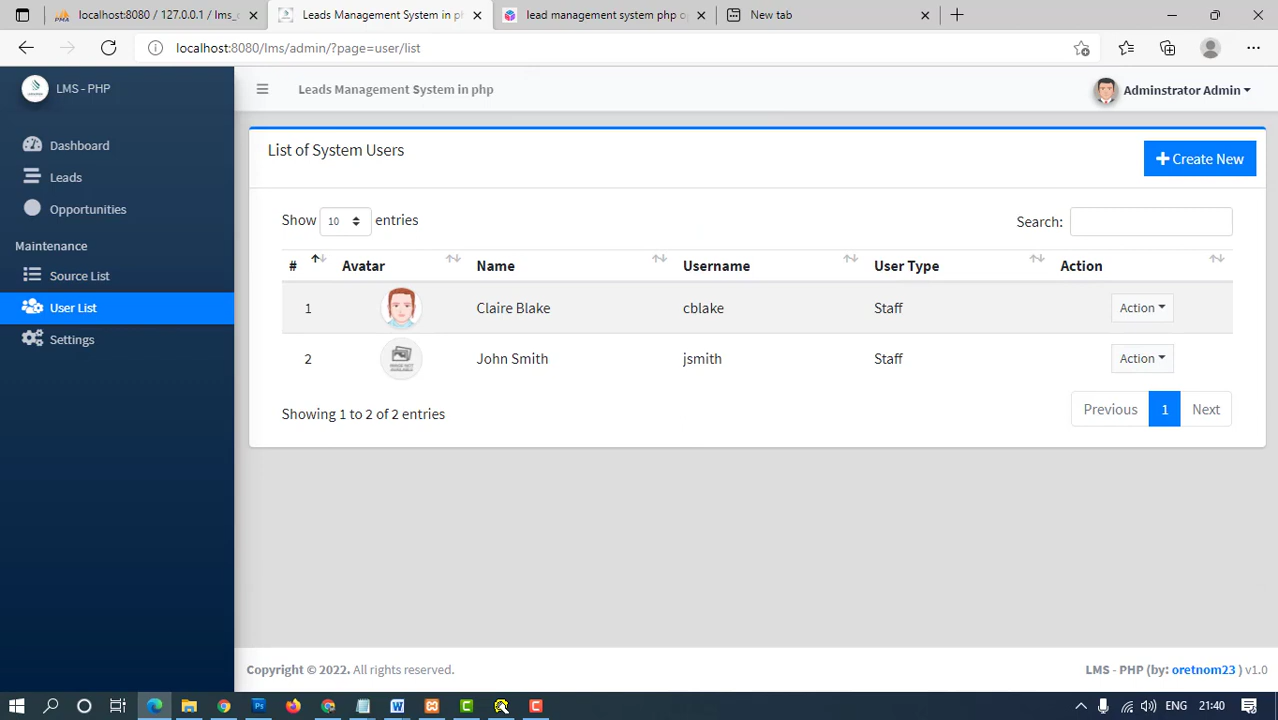 localhost:8080 / 127.0.0.1 / lms_
Leads Management System in p
lead management system php
New tab
localhost:8080/lms/admin/?page=user/list
LMS - PHP
Leads Management System in php
Adminstrator Admin
Dashboard
Leads
Opportunities
Maintenance
Source List
User List
Settings
List of System Users
Create New
Show 10 entries
Search:
# Avatar Name Username User Type Action
1 Claire Blake cblake Staff Action
2 John Smith jsmith Staff Action
Showing 1 to 2 of 2 entries
Previous 1 Next
Copyright © 2022. All rights reserved.
LMS - PHP (by: oretnom23 ) v1.0
ENG 21:40